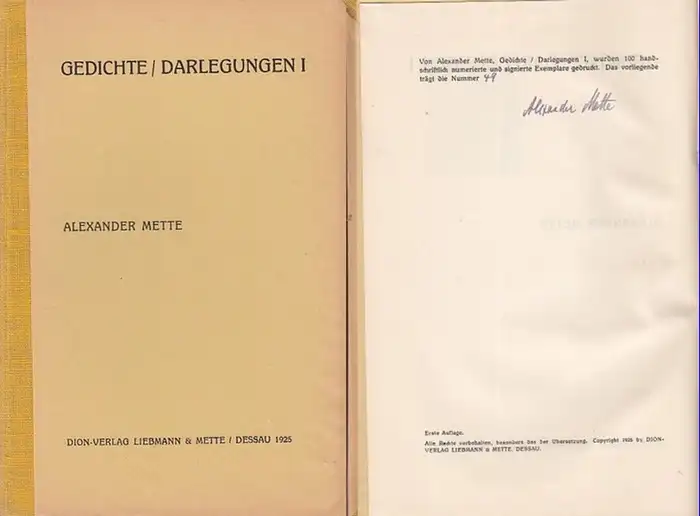 GEDICHTE / DARLEGUNGEN I
ALEXANDER METTE
DION-VERLAG LIEBMANN & METTE / DESSAU 1925
Von Alexander Mette, Gedichte / Darlegungen I, wurden 100 hand-
schriftlich numerierte und signierte Exemplare gedruckt. Das vorliegende
trägt die Nummer 49
Alexander Mette
Erste Auflage.
Alle Rechte vorbehalten, besonders das der Übersetzung. Copyright 1925 by DION-
VERLAG LIEBMANN & METTE, DESSAU.